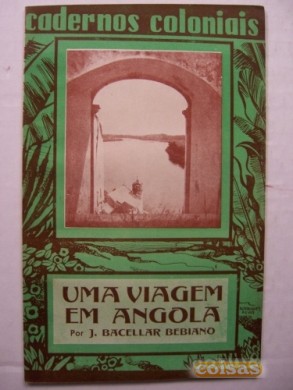 cadernos coloniais
UMA VIAGEM
EM ANGOLA
Por J. BACELLAR BEBIANO
coisas